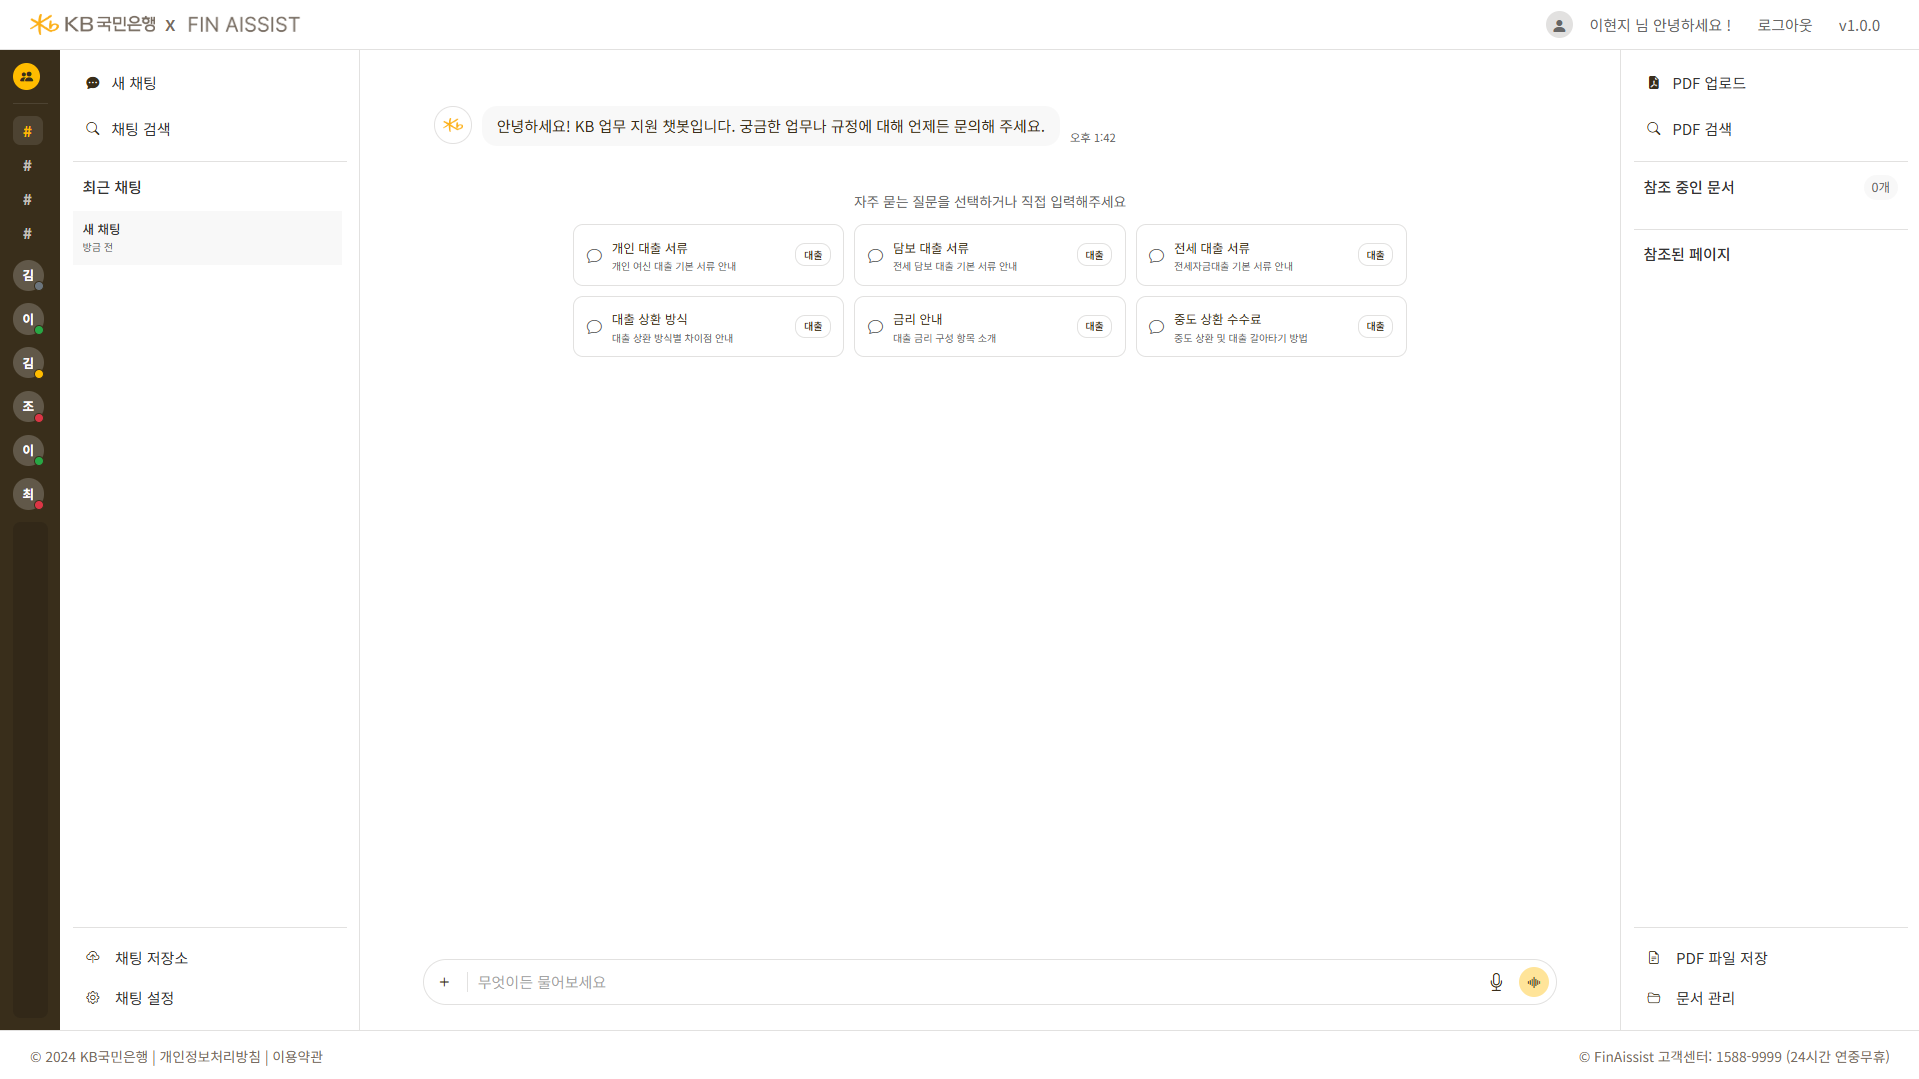 KB국민은행 x FIN AISSIST
이현지 님 안녕하세요 !
로그아웃
v1.0.0
#
#
#
#
김
이
김
조
이
최
새 채팅
채팅 검색
최근 채팅
새 채팅
방금 전
채팅 저장소
채팅 설정
안녕하세요! KB 업무 지원 챗봇입니다. 궁금한 업무나 규정에 대해 언제든 문의해 주세요.
오후 1:42
자주 묻는 질문을 선택하거나 직접 입력해주세요
개인 대출 서류
개인 여신 대출 기본 서류 안내
대출
담보 대출 서류
전세 담보 대출 기본 서류 안내
대출
전세 대출 서류
전세자금대출 기본 서류 안내
대출
대출 상환 방식
대출 상환 방식별 차이점 안내
대출
금리 안내
대출 금리 구성 항목 소개
대출
중도 상환 수수료
중도 상환 및 대출 갈아타기 방법
대출
+ 무엇이든 물어보세요
PDF 업로드
PDF 검색
참조 중인 문서
0개
참조된 페이지
PDF 파일 저장
문서 관리
© 2024 KB국민은행 | 개인정보처리방침 | 이용약관
© FinAissist 고객센터: 1588-9999 (24시간 연중무휴)